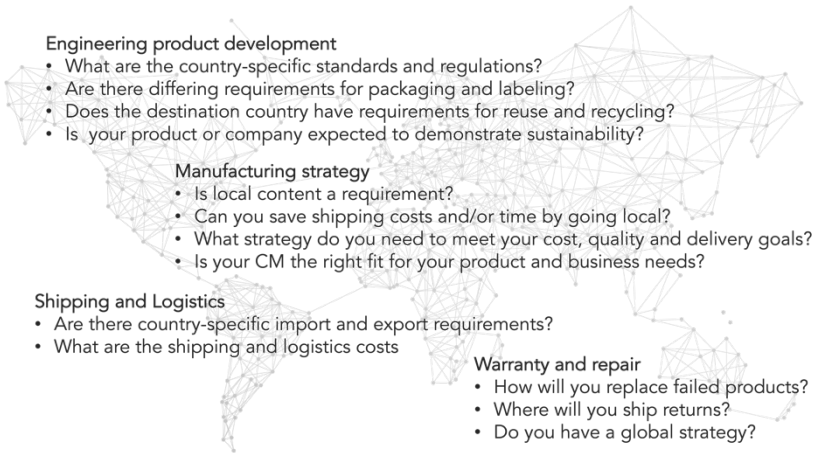 Engineering product development
• What are the country-specific standards and regulations?
• Are there differing requirements for packaging and labeling?
• Does the destination country have requirements for reuse and recycling?
• Is  your product or company expected to demonstrate sustainability?
Manufacturing strategy
• Is local content a requirement?
• Can you save shipping costs and/or time by going local?
• What strategy do you need to meet your cost, quality and delivery goals?
• Is your CM the right fit for your product and business needs?
Shipping and Logistics
• Are there country-specific import and export requirements?
• What are the shipping and logistics costs
Warranty and repair
• How will you replace failed products?
• Where will you ship returns?
• Do you have a global strategy?